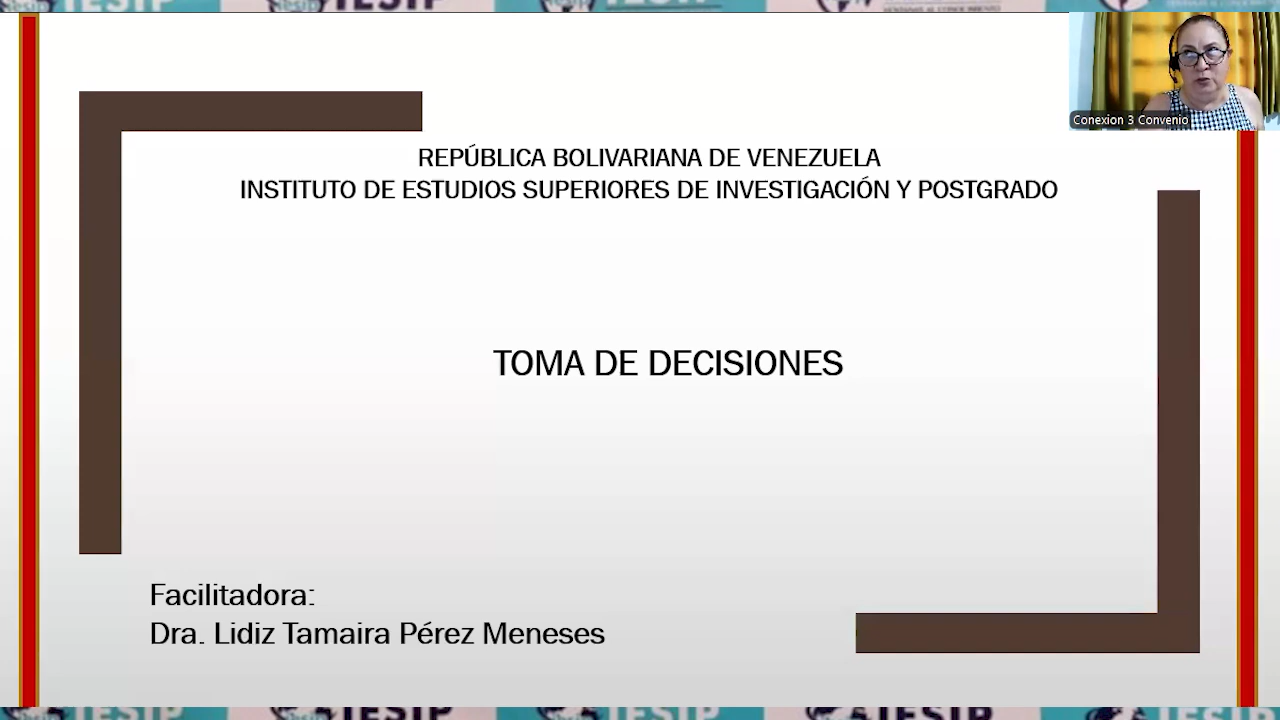 Conexion 3 Convenio
REPÚBLICA BOLIVARIANA DE VENEZUELA
INSTITUTO DE ESTUDIOS SUPERIORES DE INVESTIGACIÓN Y POSTGRADO
TOMA DE DECISIONES
Facilitadora:
Dra. Lidiz Tamaira Pérez Meneses